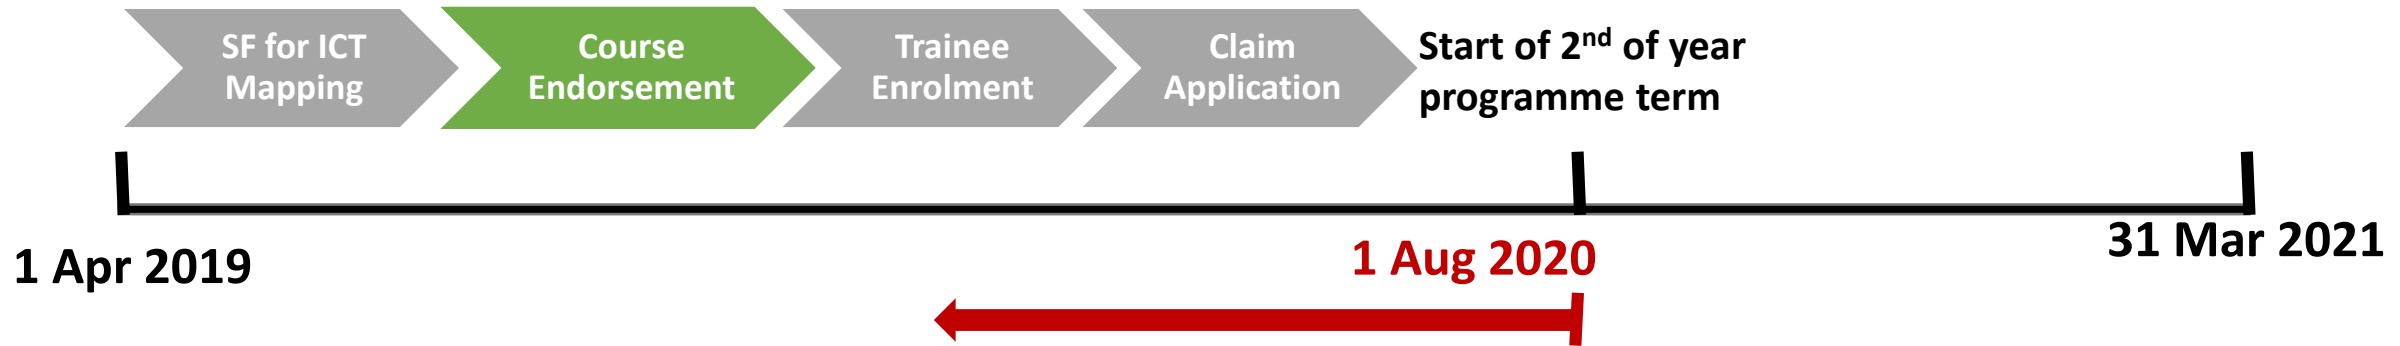 SF for ICT
Mapping
Course
Endorsement
Trainee
Enrolment
Claim
Application
Start of 2nd of year
programme term
1 Apr 2019
1 Aug 2020
31 Mar 2021